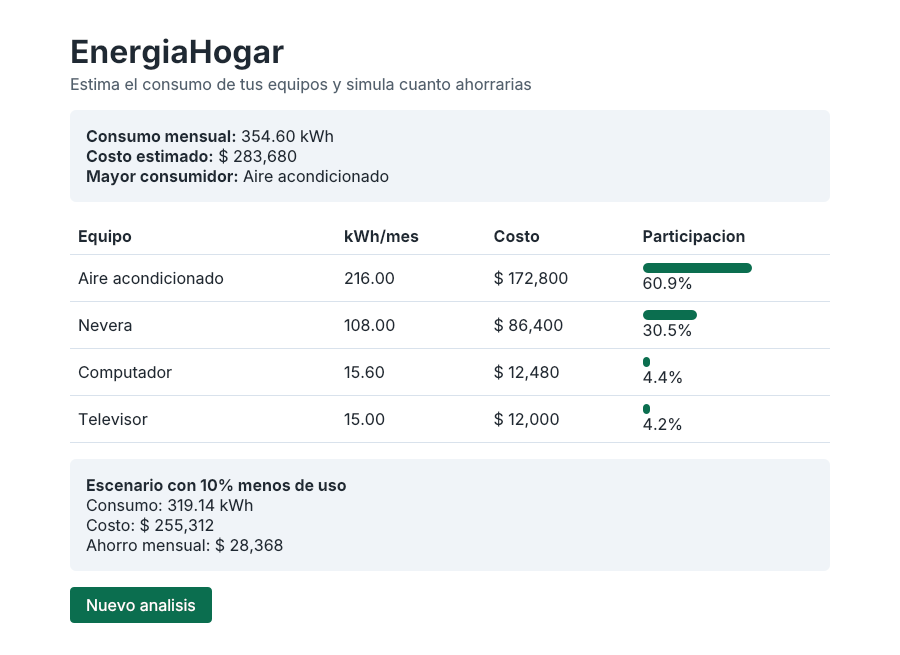 EnergiaHogar
Estima el consumo de tus equipos y simula cuanto ahorrarias
Consumo mensual: 354.60 kWh
Costo estimado: $ 283,680
Mayor consumidor: Aire acondicionado
Equipo kWh/mes Costo Participacion
Aire acondicionado 216.00 $ 172,800 60.9%
Nevera 108.00 $ 86,400 30.5%
Computador 15.60 $ 12,480 4.4%
Televisor 15.00 $ 12,000 4.2%
Escenario con 10% menos de uso
Consumo: 319.14 kWh
Costo: $ 255,312
Ahorro mensual: $ 28,368
Nuevo analisis